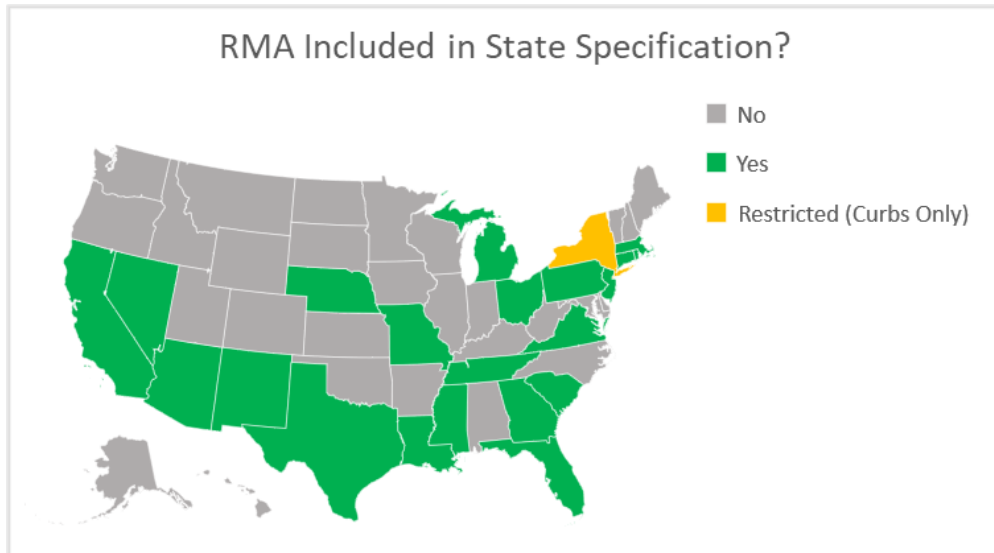 RMA Included in State Specification?
No
Yes
Restricted (Curbs Only)